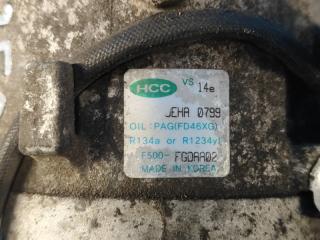 HCC VS 14e
JEHA 0799
OIL :PAG(FD46XG)
R134a or R1234yf
F500- FGDAA02
MADE IN KOREA